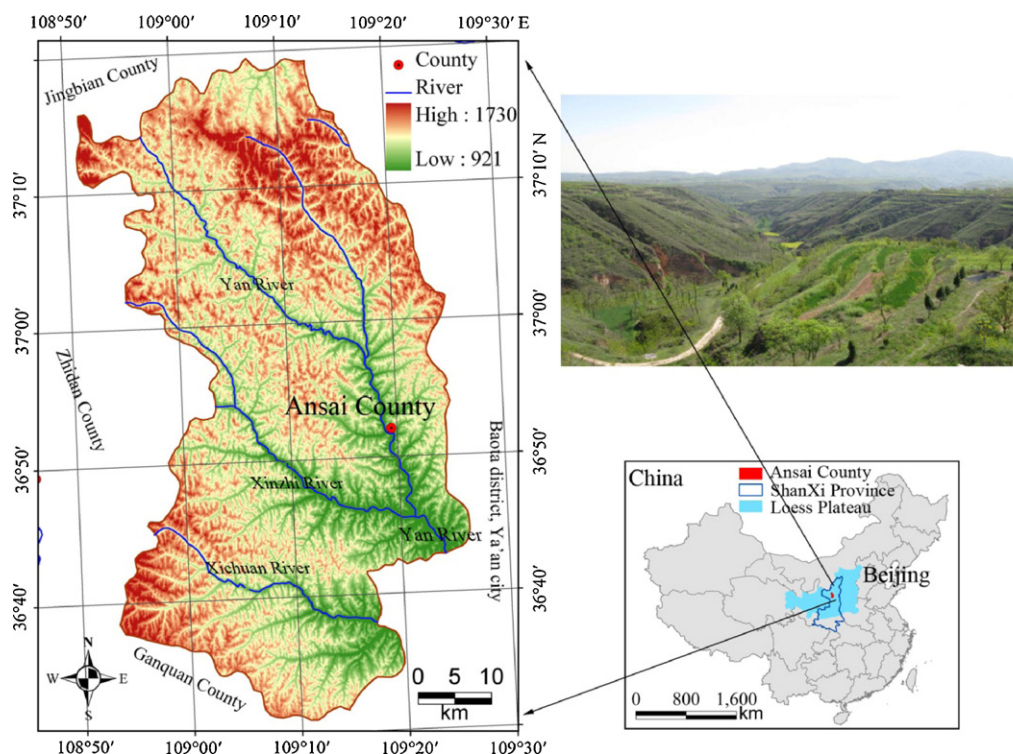 108°50' 109°00' 109°10' 109°20' 109°30' E
Jingbian County
County
River
High : 1730
Low : 921
37°10'
37°00'
36°50'
36°40'
37°10' N
37°00'
36°50'
36°40'
Yan River
Zhidan County
Ansai County
Baota district, Ya'an city
Xinzhi River
Yan River
Xichuan River
Ganquan County
N
W E
S
0 5 10
km
108°50' 109°00' 109°10' 109°20' 109°30'
China
Ansai County
ShanXi Province
Loess Plateau
Beijing
0 800 1,600
km